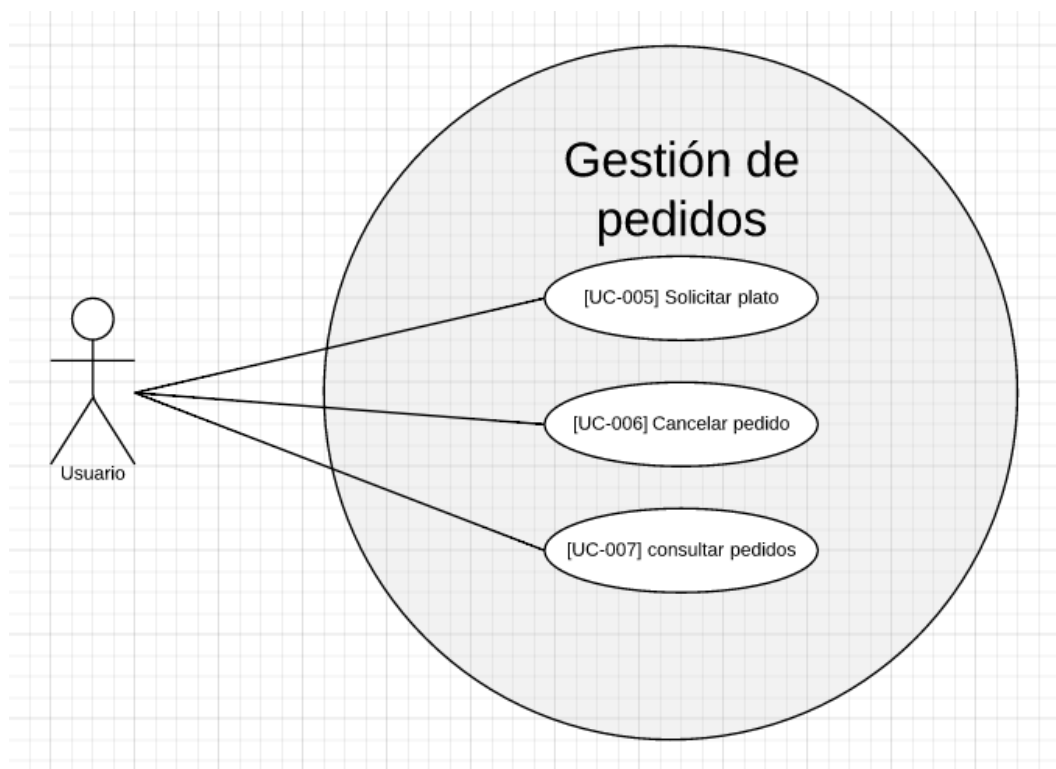 Gestión de
pedidos
[UC-005] Solicitar plato
[UC-006] Cancelar pedido
Usuario
[UC-007] consultar pedidos